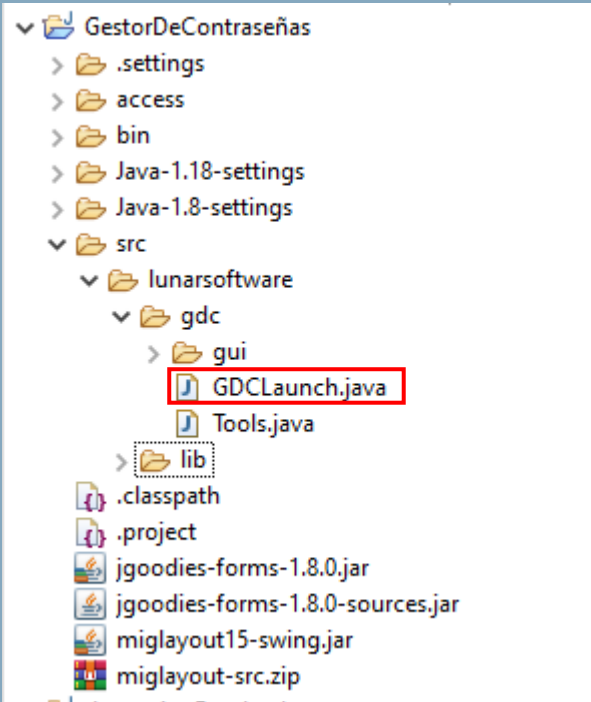 GestorDeContraseñas
.settings
access
bin
Java-1.18-settings
Java-1.8-settings
src
lunarsoftware
gdc
gui
GDCLaunch.java
Tools.java
lib
.classpath
.project
jgoodies-forms-1.8.0.jar
jgoodies-forms-1.8.0-sources.jar
miglayout15-swing.jar
miglayout-src.zip